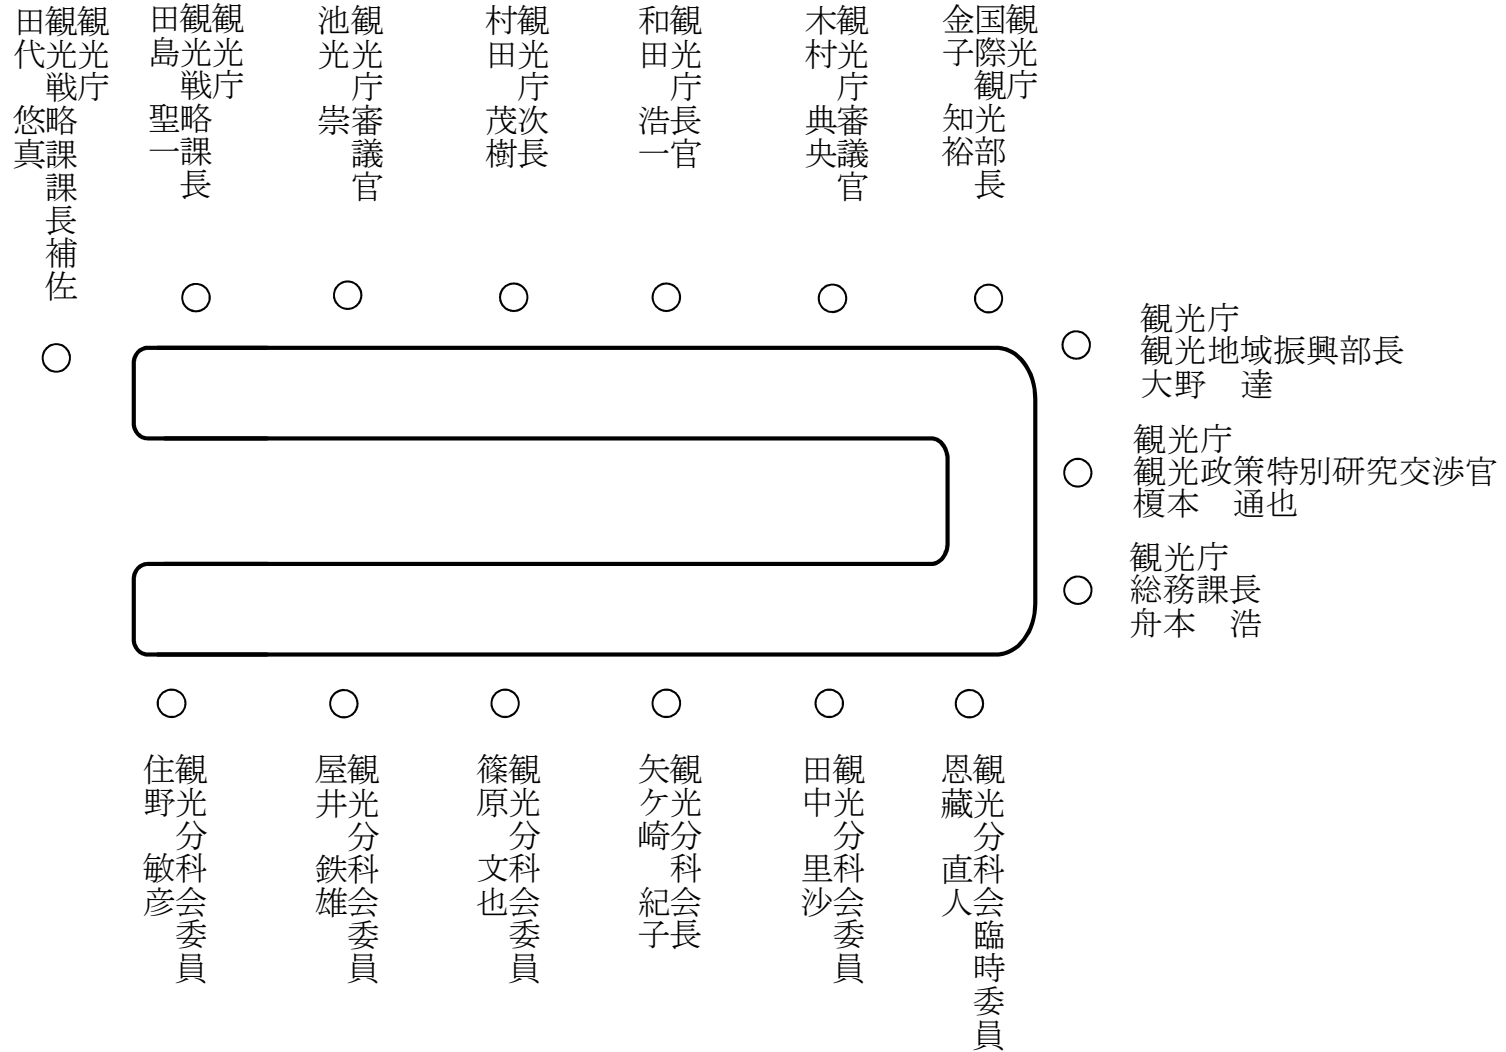 観光庁
観光戦略課課長補佐
田代　悠真
観光庁
観光戦略課長
田島　聖一
観光庁審議官
池光　崇
観光庁次長
村田　茂樹
観光庁長官
和田　浩一
観光庁審議官
木村　典央
観光庁
国際観光部長
金子　知裕
観光庁
観光地域振興部長
大野　達
観光庁
観光政策特別研究交渉官
榎本　通也
観光庁
総務課長
舟本　浩
観光分科会委員
住野　敏彦
観光分科会委員
屋井　鉄雄
観光分科会委員
篠原　文也
観光分科会長
矢ケ崎　紀子
観光分科会委員
田中　里沙
観光分科会臨時委員
恩藏　直人